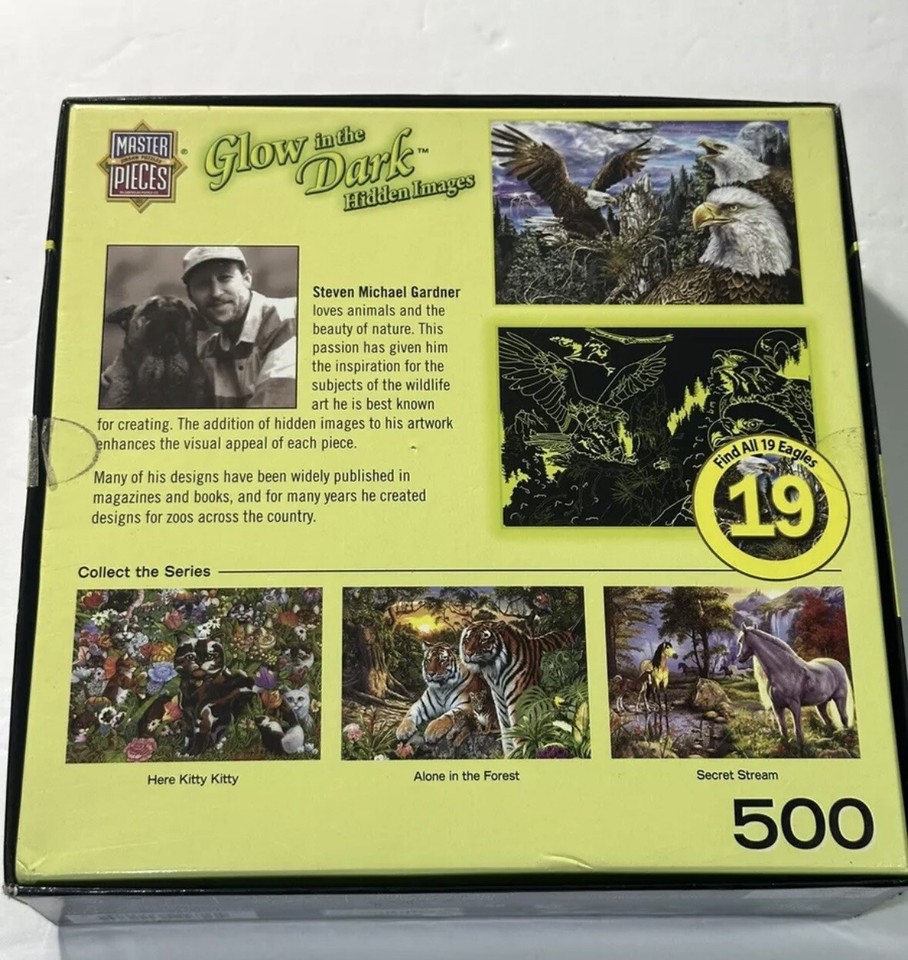 MASTER
JIGSAW PUZZLES
PIECES
Glow in the
Dark™
Hidden Images
Steven Michael Gardner
loves animals and the
beauty of nature. This
passion has given him
the inspiration for the
subjects of the wildlife
art he is best known
for creating. The addition of hidden images to his artwork
enhances the visual appeal of each piece.
Many of his designs have been widely published in
magazines and books, and for many years he created
designs for zoos across the country.
Find All 19 Eagles
19
Collect the Series
Here Kitty Kitty
Alone in the Forest
Secret Stream
500